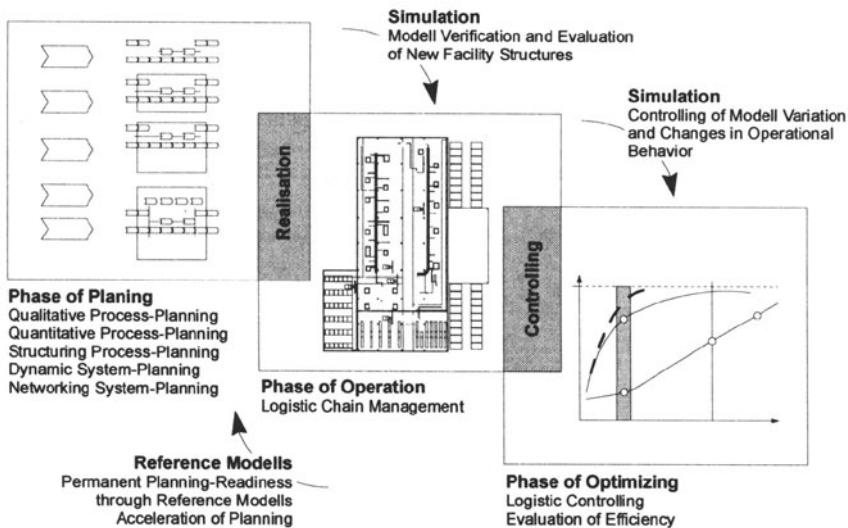 Simulation
Modell Verification and Evaluation
of New Facility Structures
Simulation
Controlling of Modell Variation
and Changes in Operational
Behavior
Realisation
Controlling
Phase of Planing
Qualitative Process-Planning
Quantitative Process-Planning
Structuring Process-Planning
Dynamic System-Planning
Networking System-Planning
Phase of Operation
Logistic Chain Management
Reference Modells
Permanent Planning-Readiness
through Reference Modells
Acceleration of Planning
Phase of Optimizing
Logistic Controlling
Evaluation of Efficiency